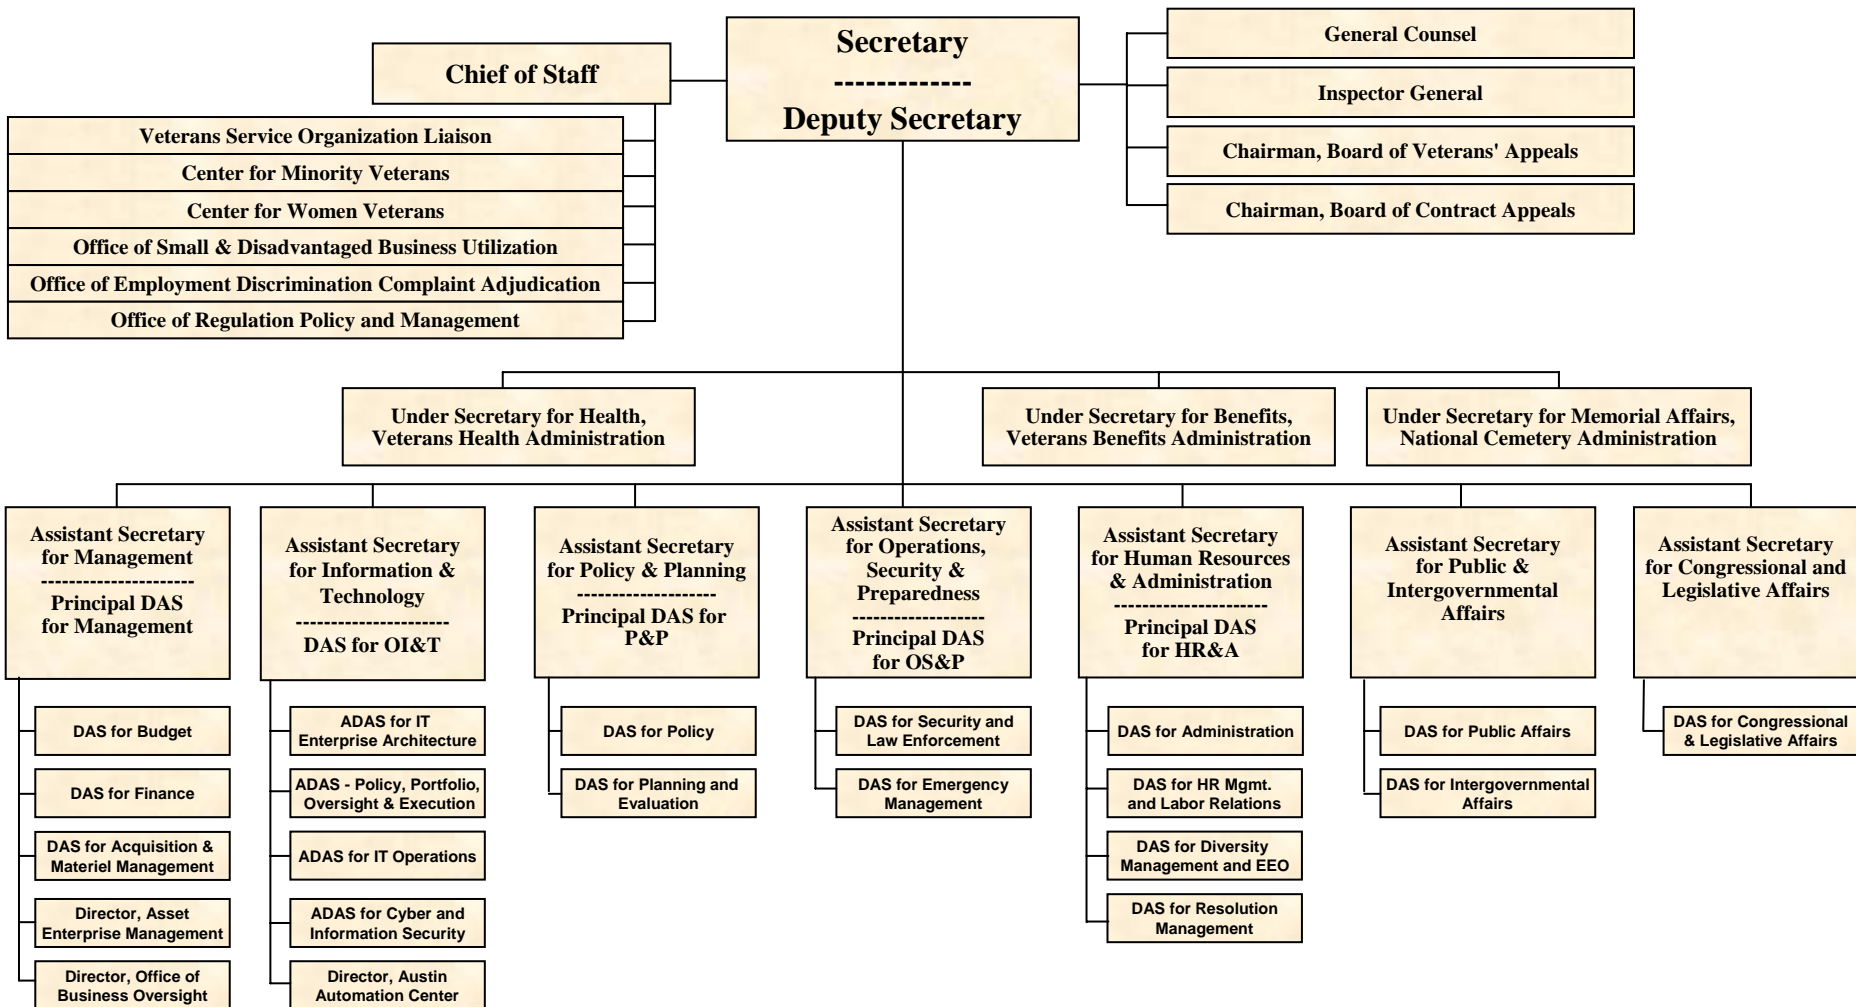 Secretary
-------------
Deputy Secretary
Chief of Staff
Veterans Service Organization Liaison
Center for Minority Veterans
Center for Women Veterans
Office of Small & Disadvantaged Business Utilization
Office of Employment Discrimination Complaint Adjudication
Office of Regulation Policy and Management
General Counsel
Inspector General
Chairman, Board of Veterans' Appeals
Chairman, Board of Contract Appeals
Under Secretary for Health,
Veterans Health Administration
Under Secretary for Benefits,
Veterans Benefits Administration
Under Secretary for Memorial Affairs,
National Cemetery Administration
Assistant Secretary
for Management
----------------------
Principal DAS
for Management
DAS for Budget
DAS for Finance
DAS for Acquisition &
Materiel Management
Director, Asset
Enterprise Management
Director, Office of
Business Oversight
Assistant Secretary
for Information &
Technology
----------------------
DAS for OI&T
ADAS for IT
Enterprise Architecture
ADAS - Policy, Portfolio,
Oversight & Execution
ADAS for IT Operations
ADAS for Cyber and
Information Security
Director, Austin
Automation Center
Assistant Secretary
for Policy & Planning
--------------------
Principal DAS for
P&P
DAS for Policy
DAS for Planning and
Evaluation
Assistant Secretary
for Operations,
Security &
Preparedness
-------------------
Principal DAS
for OS&P
DAS for Security and
Law Enforcement
DAS for Emergency
Management
Assistant Secretary
for Human Resources
& Administration
----------------------
Principal DAS
for HR&A
DAS for Administration
DAS for HR Mgmt.
and Labor Relations
DAS for Diversity
Management and EEO
DAS for Resolution
Management
Assistant Secretary
for Public &
Intergovernmental
Affairs
DAS for Public Affairs
DAS for Intergovernmental
Affairs
Assistant Secretary
for Congressional and
Legislative Affairs
DAS for Congressional
& Legislative Affairs